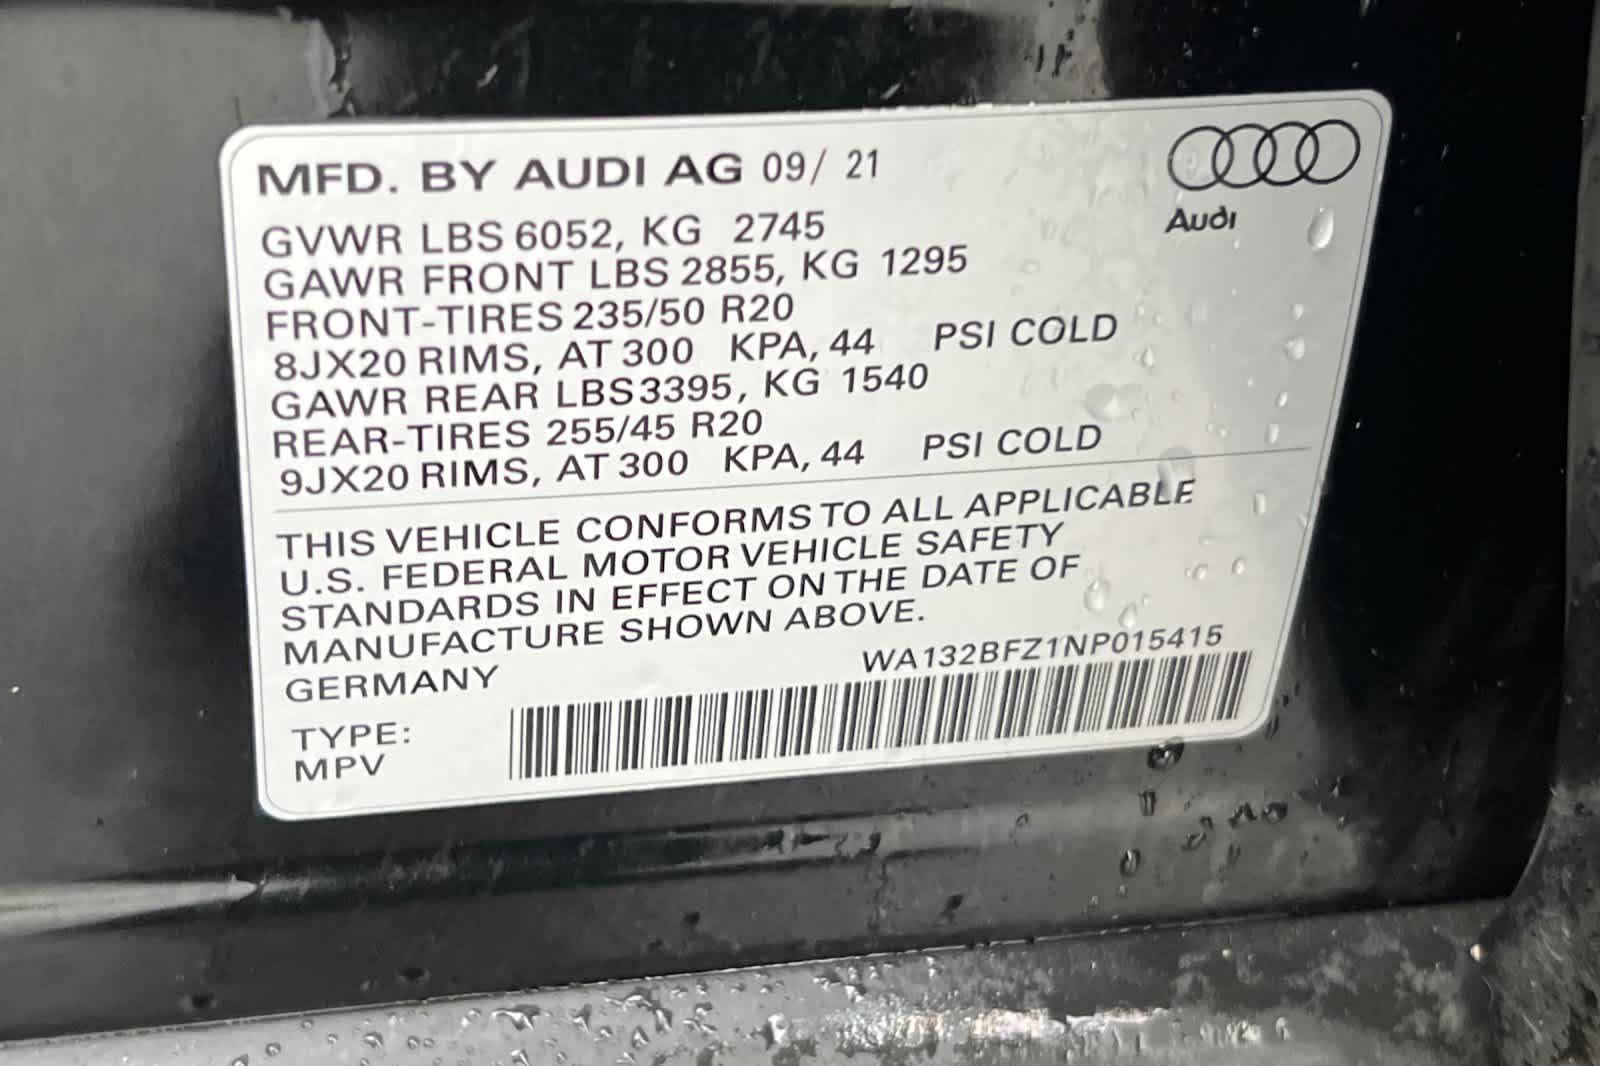 MFD. BY AUDI AG 09/ 21
Audi
GVWR LBS 6052, KG 2745
GAWR FRONT LBS 2855, KG 1295
FRONT-TIRES 235/50 R20
8JX20 RIMS, AT 300 KPA, 44 PSI COLD
GAWR REAR LBS3395, KG 1540
REAR-TIRES 255/45 R20
9JX20 RIMS, AT 300 KPA, 44 PSI COLD
THIS VEHICLE CONFORMS TO ALL APPLICABLE
U.S. FEDERAL MOTOR VEHICLE SAFETY
STANDARDS IN EFFECT ON THE DATE OF
MANUFACTURE SHOWN ABOVE.
GERMANY
WA132BFZ1NP015415
TYPE:
MPV